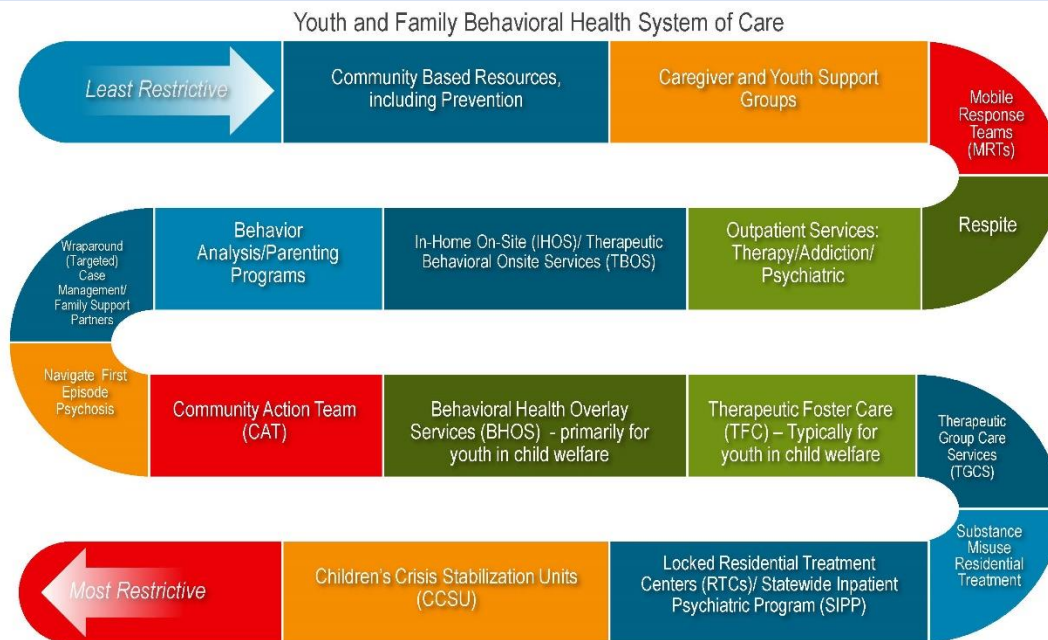 Youth and Family Behavioral Health System of Care
Least Restrictive
Community Based Resources,
including Prevention
Caregiver and Youth Support
Groups
Mobile
Response
Teams
(MRTs)
Respite
Outpatient Services:
Therapy/Addiction/
Psychiatric
In-Home On-Site (IHOS)/ Therapeutic
Behavioral Onsite Services (TBOS)
Behavior
Analysis/Parenting
Programs
Wraparound
(Targeted)
Case
Management/
Family Support
Partners
Navigate First
Episode
Psychosis
Community Action Team
(CAT)
Behavioral Health Overlay
Services (BHOS) - primarily for
youth in child welfare
Therapeutic Foster Care
(TFC) – Typically for
youth in child welfare
Therapeutic
Group Care
Services
(TGCS)
Substance
Misuse
Residential
Treatment
Locked Residential Treatment
Centers (RTCs)/ Statewide Inpatient
Psychiatric Program (SIPP)
Children's Crisis Stabilization Units
(CCSU)
Most Restrictive